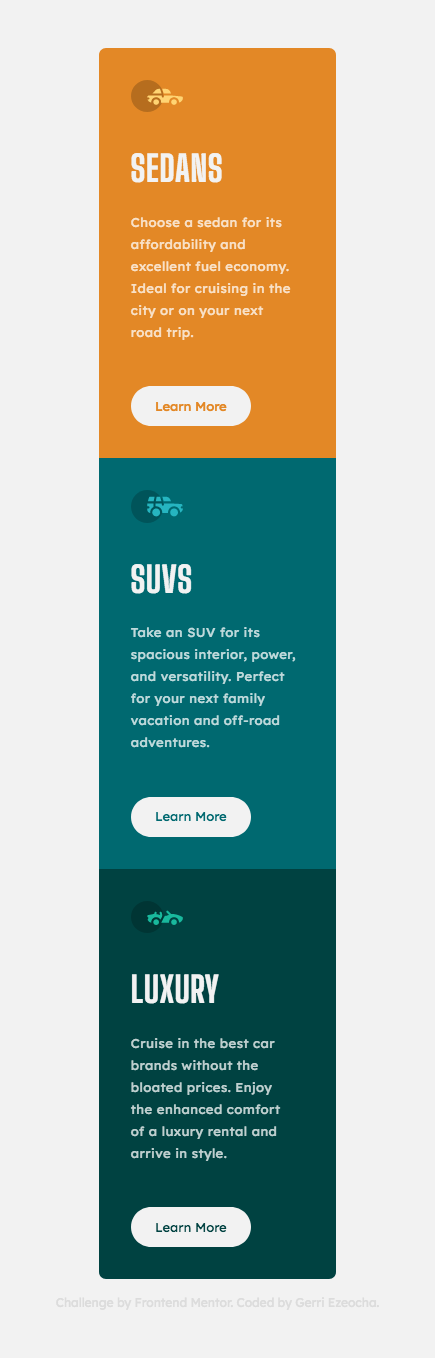 SEDANS
Choose a sedan for its
affordability and
excellent fuel economy.
Ideal for cruising in the
city or on your next
road trip.
Learn More
SUVS
Take an SUV for its
spacious interior, power,
and versatility. Perfect
for your next family
vacation and off-road
adventures.
Learn More
LUXURY
Cruise in the best car
brands without the
bloated prices. Enjoy
the enhanced comfort
of a luxury rental and
arrive in style.
Learn More
Challenge by Frontend Mentor. Coded by Gerri Ezeocha.